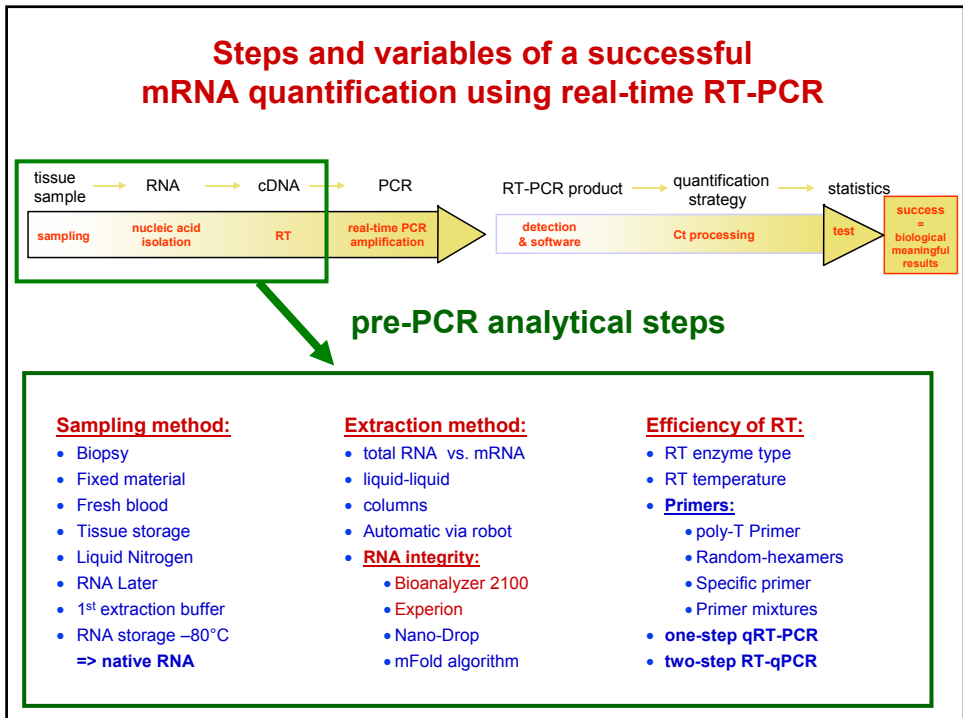 Steps and variables of a successful
mRNA quantification using real-time RT-PCR
tissue
sample
RNA
cDNA
PCR
RT-PCR product
quantification
strategy
statistics
sampling
nucleic acid
isolation
RT
real-time PCR
amplification
detection
& software
Ct processing
test
success
=
biological
meaningful
results
pre-PCR analytical steps
Sampling method:
• Biopsy
• Fixed material
• Fresh blood
• Tissue storage
• Liquid Nitrogen
• RNA Later
• 1st extraction buffer
• RNA storage –80°C
=> native RNA
Extraction method:
• total RNA vs. mRNA
• liquid-liquid
• columns
• Automatic via robot
• RNA integrity:
• Bioanalyzer 2100
• Experion
• Nano-Drop
• mFold algorithm
Efficiency of RT:
• RT enzyme type
• RT temperature
• Primers:
• poly-T Primer
• Random-hexamers
• Specific primer
• Primer mixtures
• one-step qRT-PCR
• two-step RT-qPCR